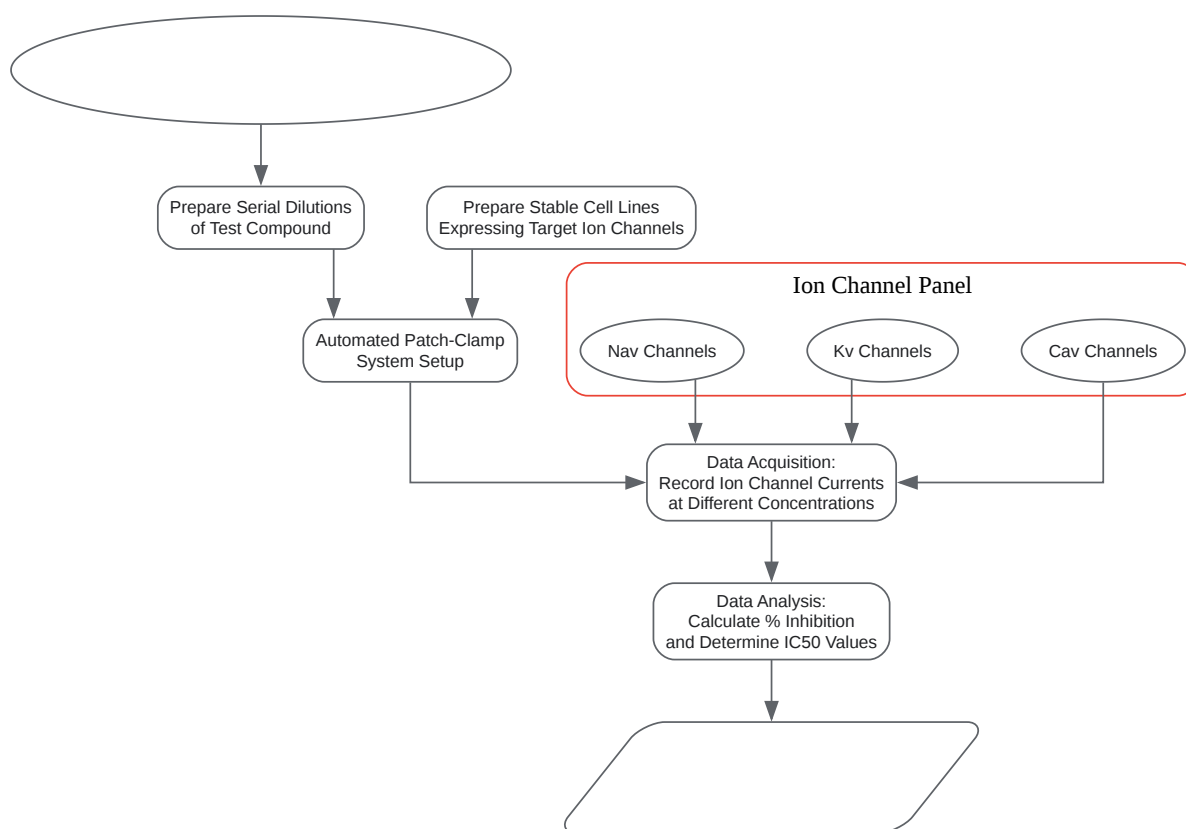 Prepare Serial Dilutions
of Test Compound
Prepare Stable Cell Lines
Expressing Target Ion Channels
Ion Channel Panel
Automated Patch-Clamp
System Setup
Nav Channels
Kv Channels
Cav Channels
Data Acquisition:
Record Ion Channel Currents
at Different Concentrations
Data Analysis:
Calculate % Inhibition
and Determine IC50 Values